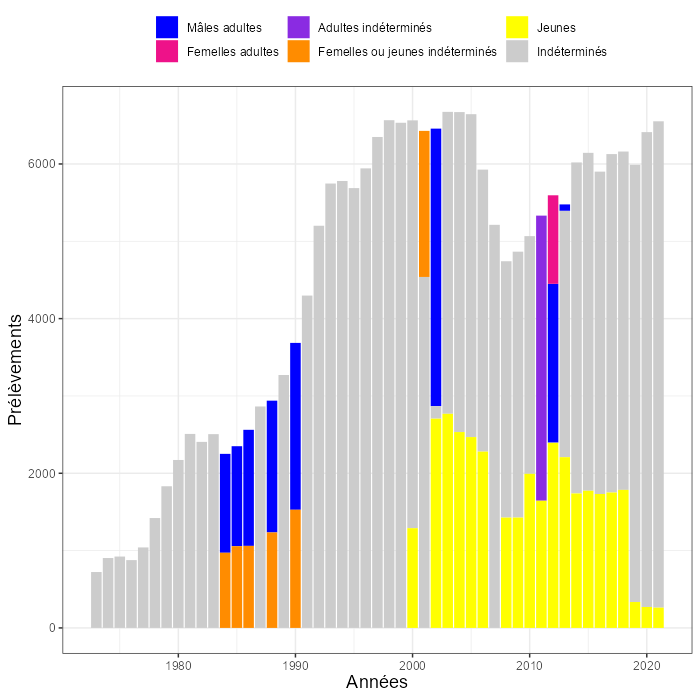 Mâles adultes
Adultes indéterminés
Jeunes
Femelles adultes
Femelles ou jeunes indéterminés
Indéterminés
6000
4000
2000
0
Prélèvements
1980
1990
2000
2010
2020
Années